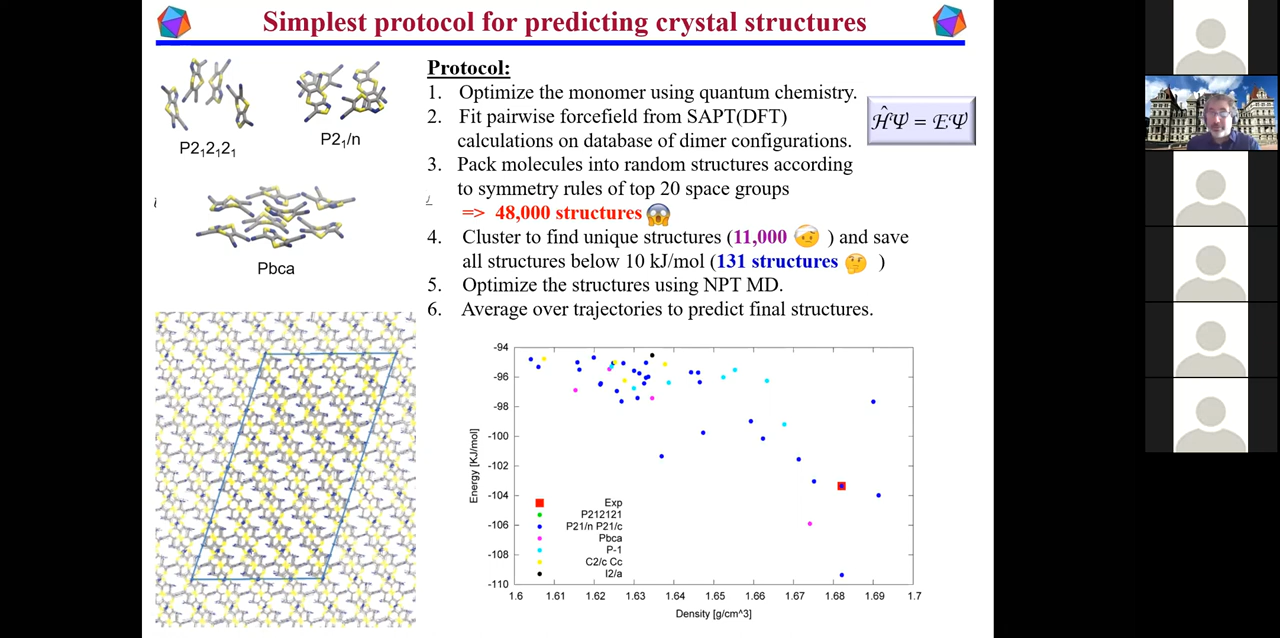 Simplest protocol for predicting crystal structures
P2₁2₁2₁
P2₁/n
Pbca
Protocol:
1. Optimize the monomer using quantum chemistry.
2. Fit pairwise forcefield from SAPT(DFT)
calculations on database of dimer configurations.
3. Pack molecules into random structures according
to symmetry rules of top 20 space groups
=> 48,000 structures 😱
4. Cluster to find unique structures (11,000 🤕 ) and save
all structures below 10 kJ/mol (131 structures 🤔 )
5. Optimize the structures using NPT MD.
6. Average over trajectories to predict final structures.
ĤΨ = EΨ
Energy [KJ/mol]
-94
-96
-98
-100
-102
-104
-106
-108
-110
Exp
P212121
P21/n P21/c
Pbca
P-1
C2/c Cc
I2/a
1.6 1.61 1.62 1.63 1.64 1.65 1.66 1.67 1.68 1.69 1.7
Density [g/cm^3]